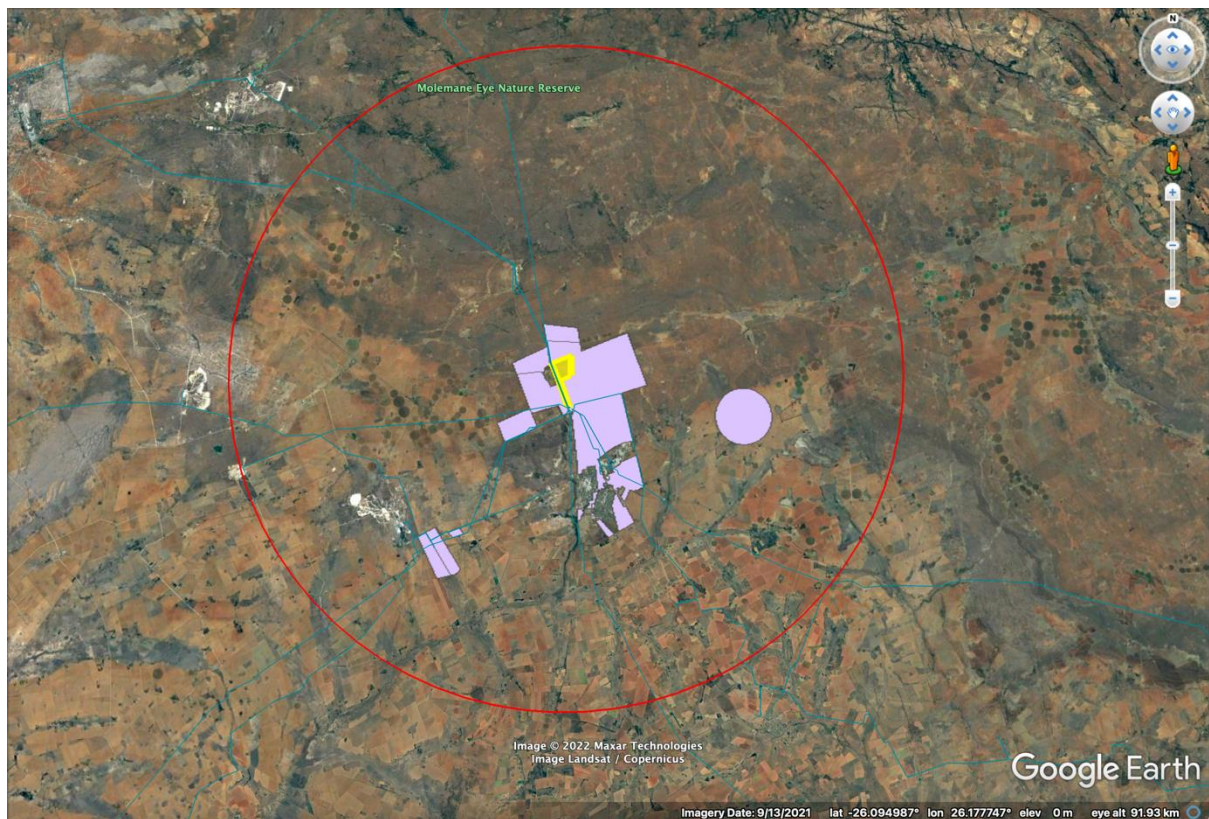 N
Molemane Eye Nature Reserve
Image © 2022 Maxar Technologies
Image Landsat / Copernicus
Google Earth
Imagery Date: 9/13/2021 lat -26.094987° lon 26.177747° elev 0 m eye alt 91.93 km